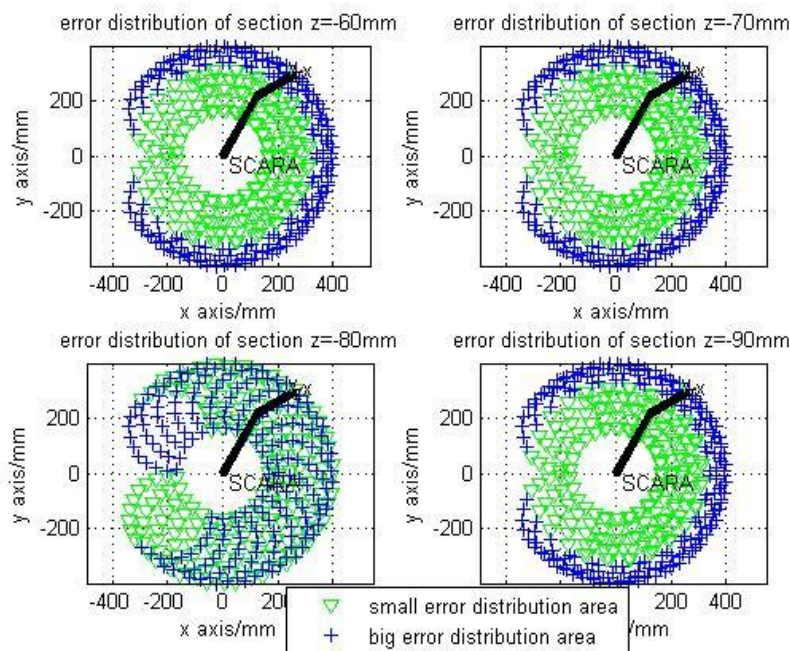 error distribution of section z=-60mm
y axis/mm
200
0
-200
-400 -200 0 200 400
x axis/mm
SCARA
x
error distribution of section z=-70mm
y axis/mm
200
0
-200
-400 -200 0 200 400
x axis/mm
SCARA
x
error distribution of section z=-80mm
y axis/mm
200
0
-200
-400 -200 0
x axis/mm
SCARA
x
error distribution of section z=-90mm
y axis/mm
200
0
-200
200 400
axis/mm
SCARA
x
small error distribution area
big error distribution area